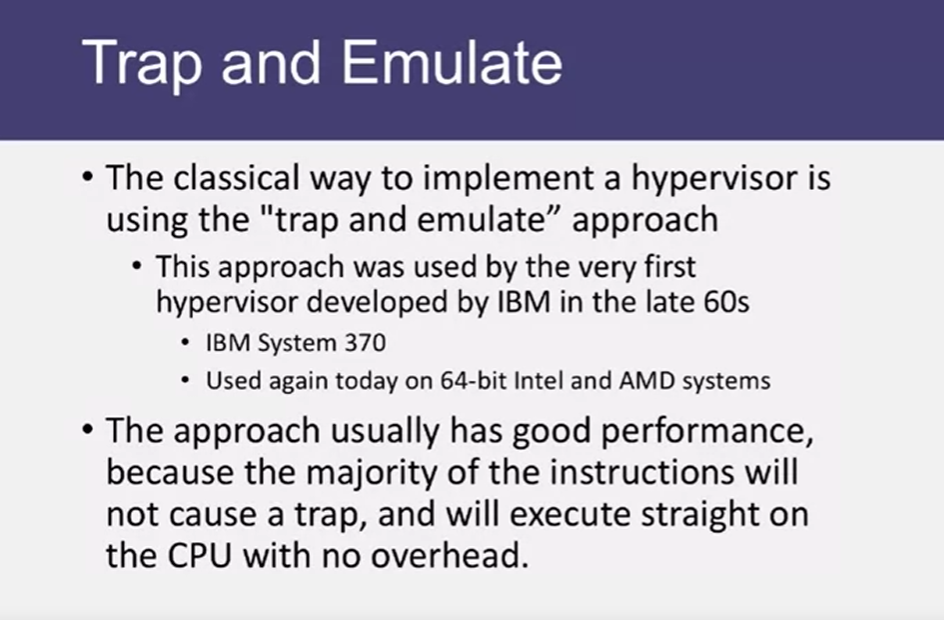 Trap and Emulate
• The classical way to implement a hypervisor is
using the "trap and emulate” approach
• This approach was used by the very first
hypervisor developed by IBM in the late 60s
• IBM System 370
• Used again today on 64-bit Intel and AMD systems
• The approach usually has good performance,
because the majority of the instructions will
not cause a trap, and will execute straight on
the CPU with no overhead.